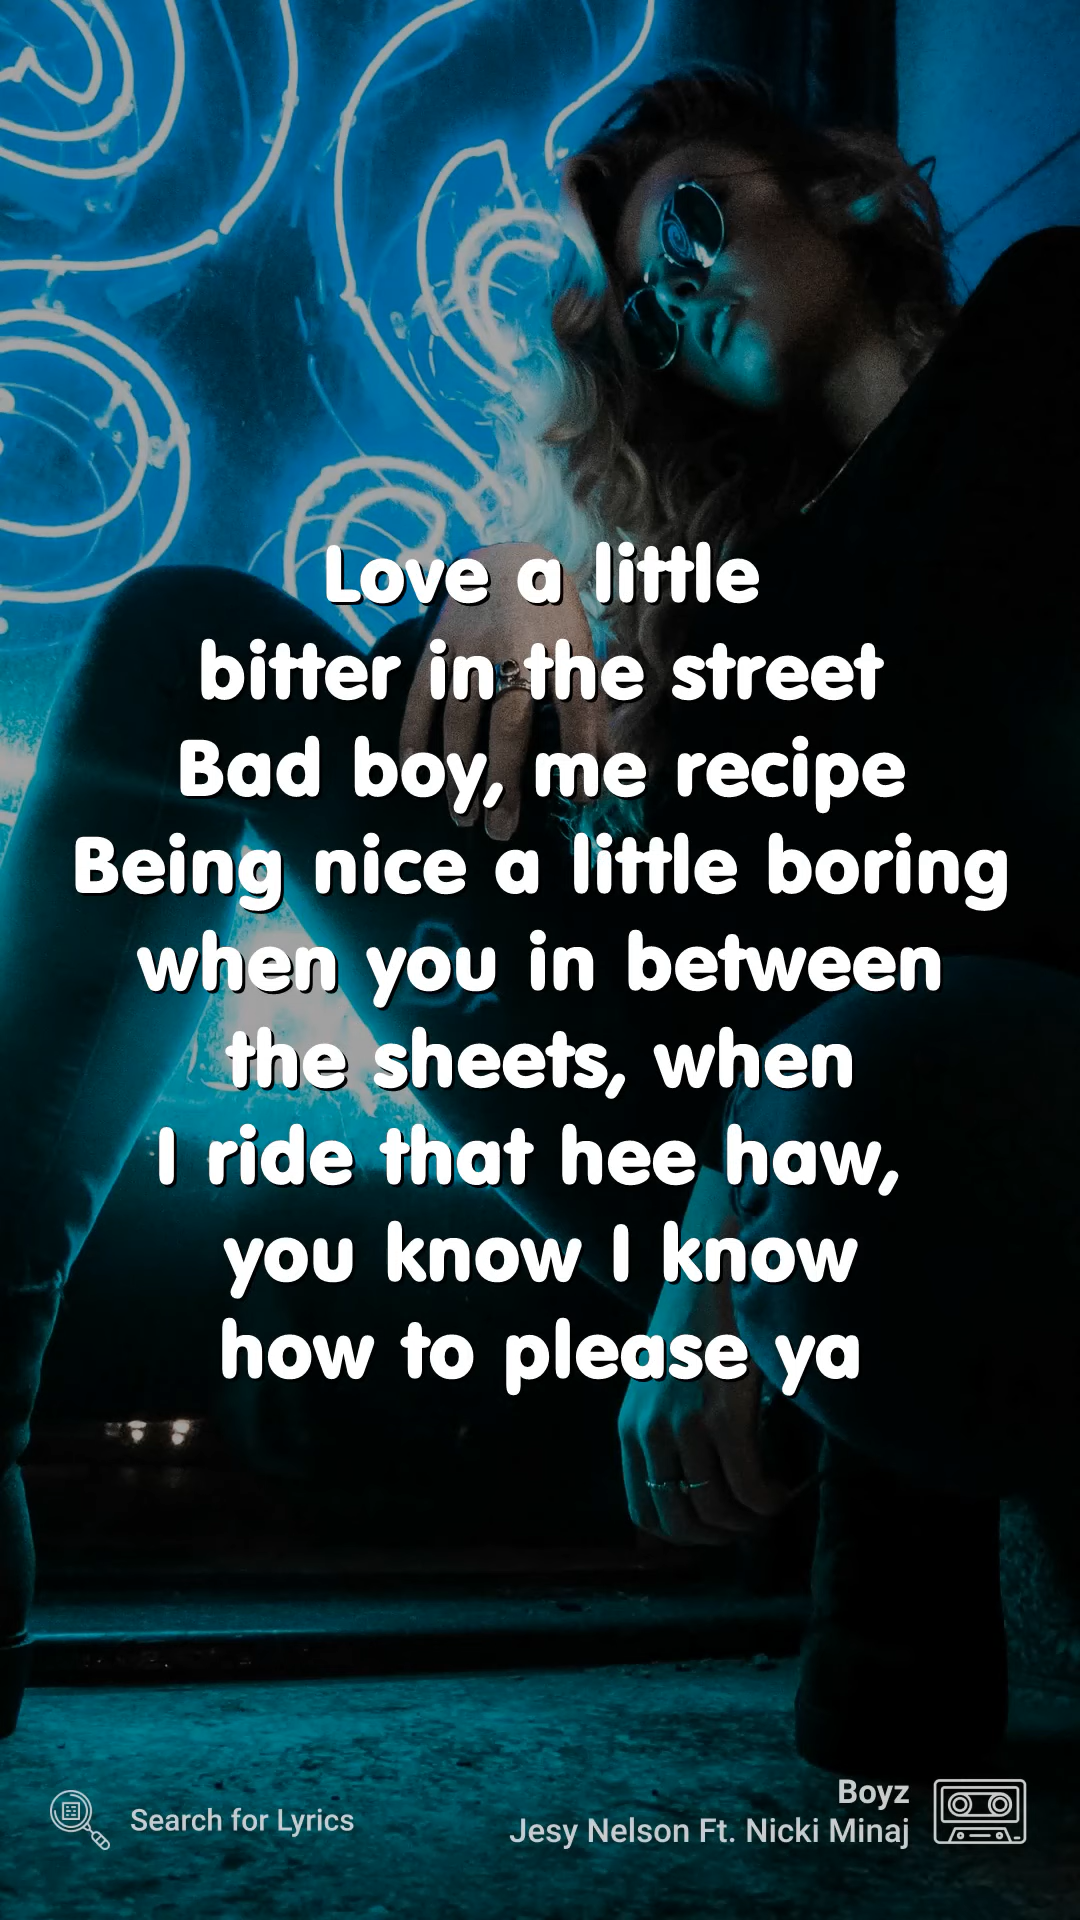 Love a little
bitter in the street
Bad boy, me recipe
Being nice a little boring
when you in between
the sheets, when
I ride that hee haw,
you know I know
how to please ya
Search for Lyrics
Boyz
Jesy Nelson Ft. Nicki Minaj